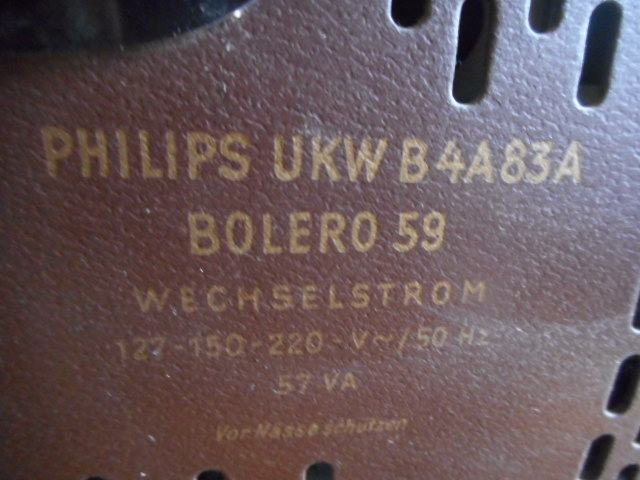 PHILIPS UKW B4A83A
BOLERO 59
WECHSELSTROM
127-150-220-V~/50 Hz
57 VA
Vor Nässe schützen